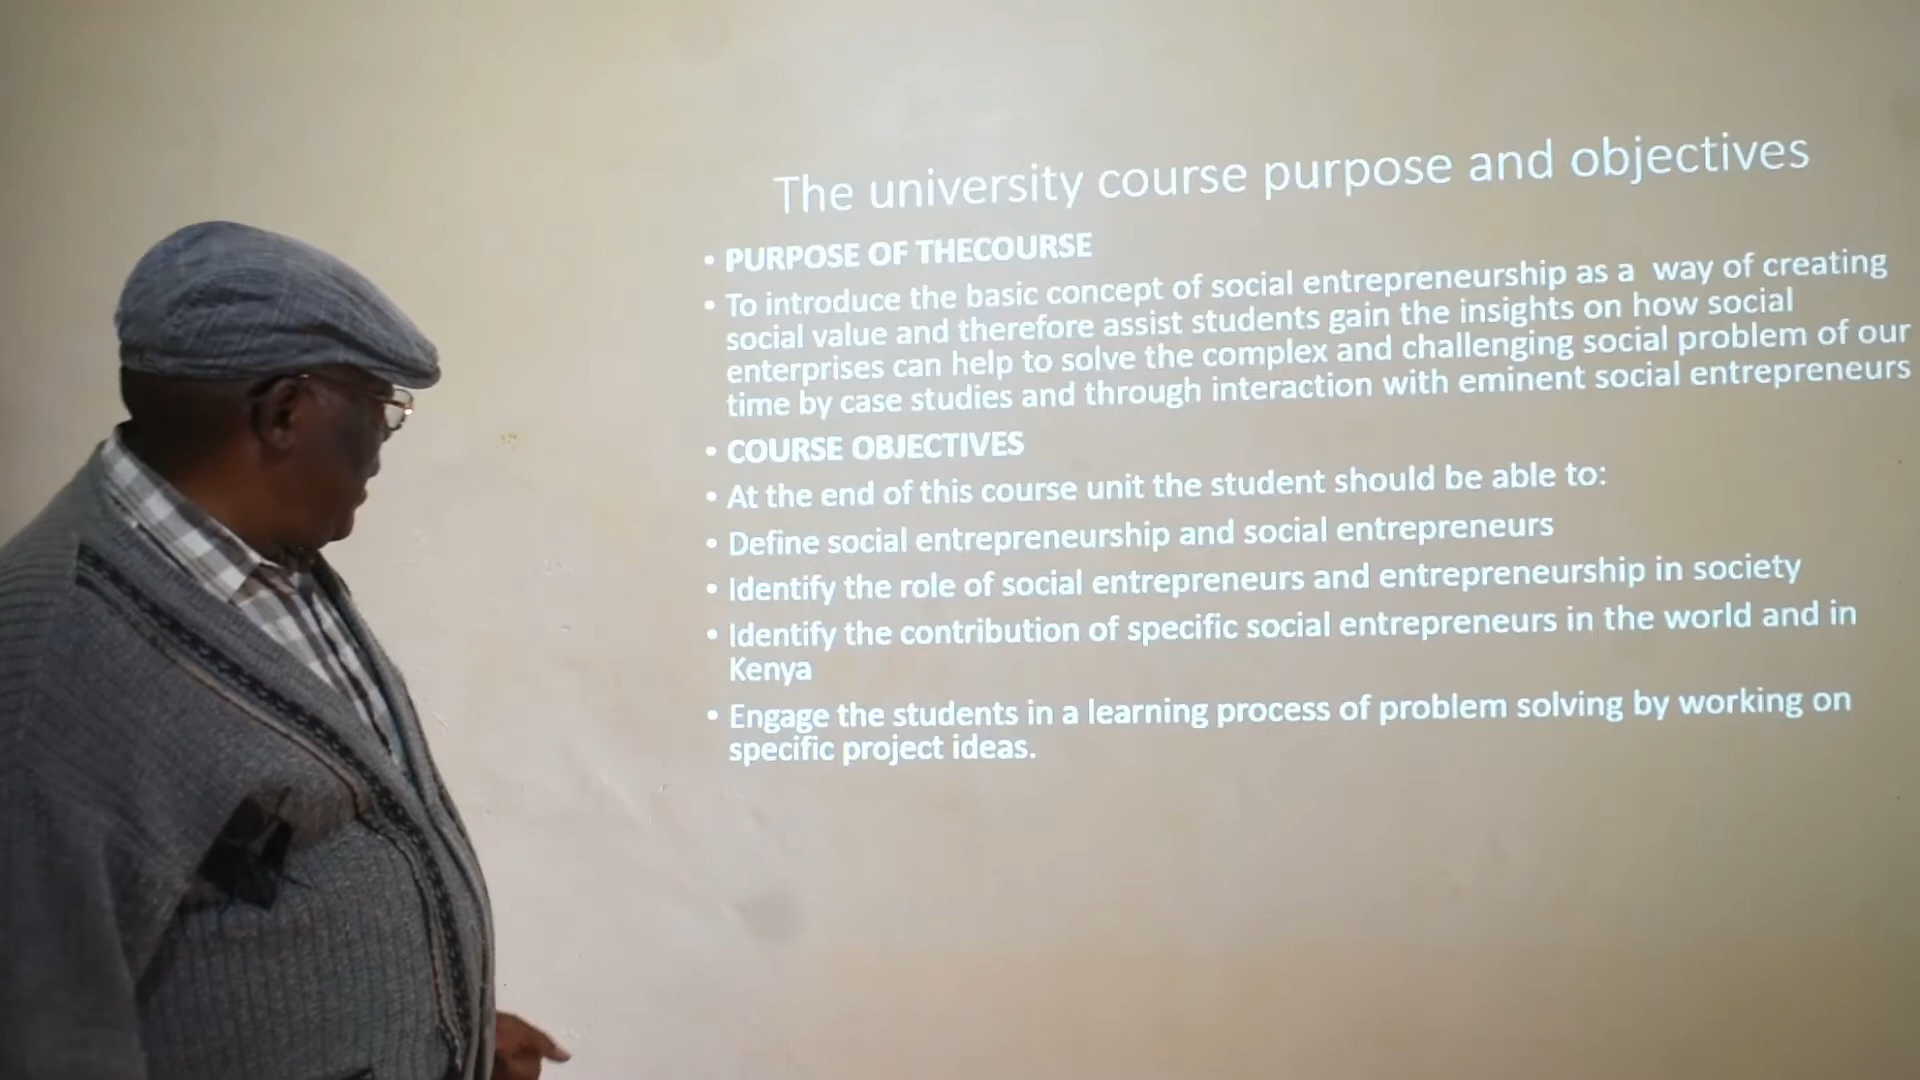 The university course purpose and objectives
• PURPOSE OF THECOURSE
• To introduce the basic concept of social entrepreneurship as a way of creating
social value and therefore assist students gain the insights on how social
enterprises can help to solve the complex and challenging social problem of our
time by case studies and through interaction with eminent social entrepreneurs
• COURSE OBJECTIVES
• At the end of this course unit the student should be able to:
• Define social entrepreneurship and social entrepreneurs
• Identify the role of social entrepreneurs and entrepreneurship in society
• Identify the contribution of specific social entrepreneurs in the world and in
Kenya
• Engage the students in a learning process of problem solving by working on
specific project ideas.